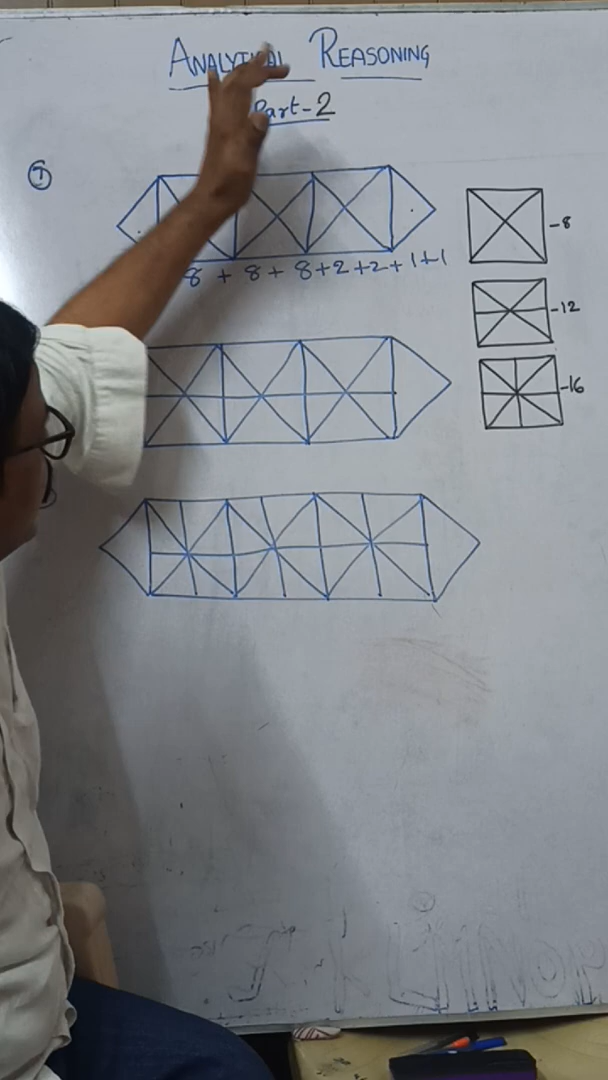 ANALYTICAL REASONING
Part-2
1
8 + 8 + 8+2+2+1+1
-8
-12
-16